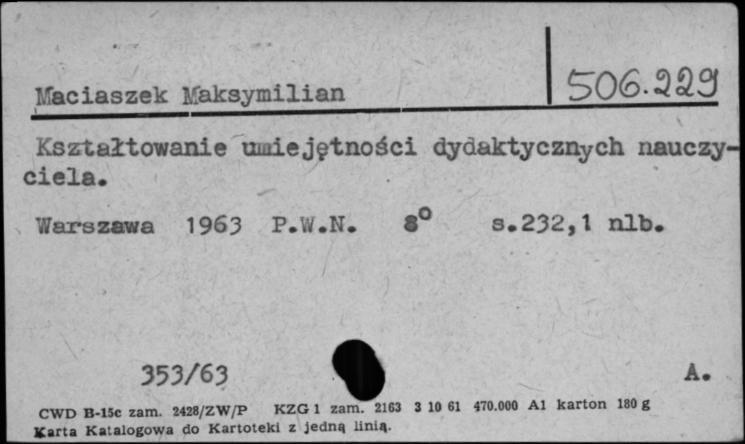 Maciaszek Maksymilian 506.229
Kształtowanie umiejętności dydaktycznych nauczy-
ciela.
Warszawa 1963 P.W.N. 8° s.232,1 nlb.
353/63 A.
CWD B-15c zam. 2428/ZW/P KZG 1 zam. 2163 3 10 61 470.000 A1 karton 180 g
Karta Katalogowa do Kartoteki z jedną linią.